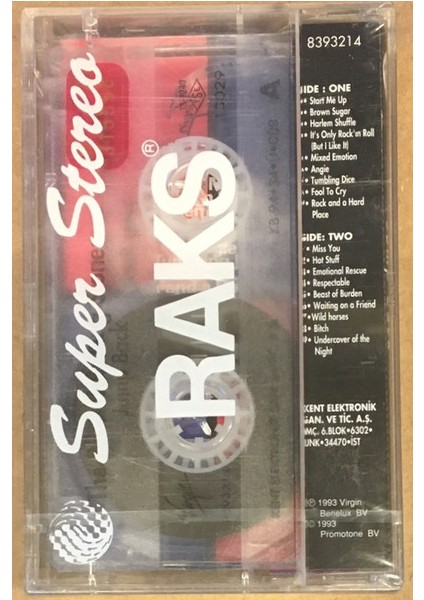 Super Stereo
RAKS®
8393214
IDE : ONE
Start Me Up
Brown Sugar
Harlem Shuffle
It's Only Rock'n Roll
(But I Like It)
Mixed Emotion
Angie
Tumbling Dice
Fool To Cry
Rock and a Hard
Place
SIDE: TWO
Miss You
Hot Stuff
Emotional Rescue
Respectable
Beast of Burden
Waiting on a Friend
Wild horses
Bitch
Undercover of the
Night
KENT ELEKTRONİK
SAN. VE TİC. A.Ş.
OMÇ. 6.BLOK•6302•
UNK•34470•İST
℗ 1993 Virgin
Benelux BV
© 1993
Promotone BV
A